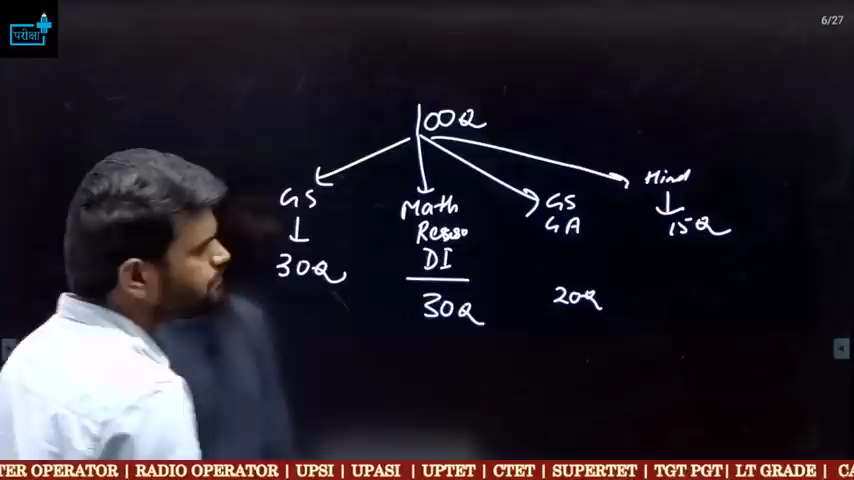 परीक्षा
6/27
100Q
GS
30Q
Math
Reso
DI
30Q
GS
GA
20Q
Hind
15Q
TER OPERATOR | RADIO OPERATOR | UPSI | UPASI | UPTET | CTET | SUPERTET | TGT PGT| LT GRADE | CA